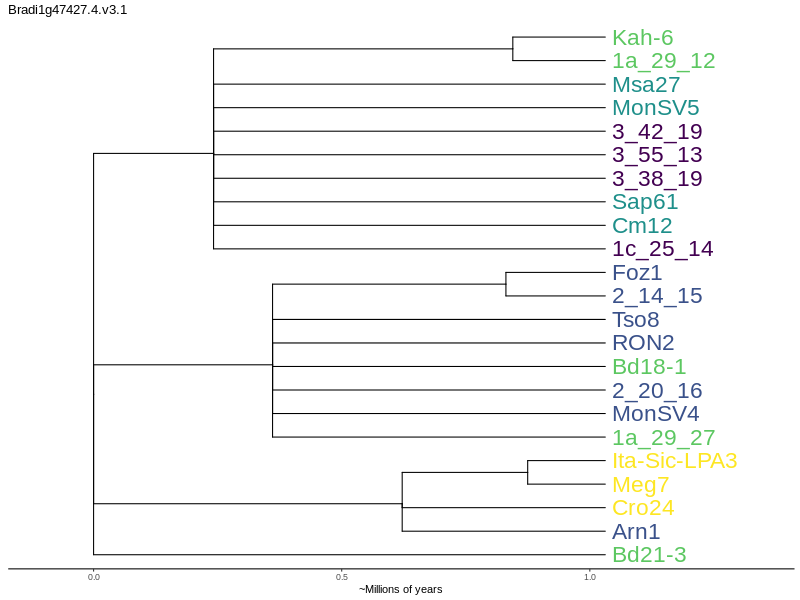 Bradi1g47427.4.v3.1
Kah-6
1a_29_12
Msa27
MonSV5
3_42_19
3_55_13
3_38_19
Sap61
Cm12
1c_25_14
Foz1
2_14_15
Tso8
RON2
Bd18-1
2_20_16
MonSV4
1a_29_27
Ita-Sic-LPA3
Meg7
Cro24
Arn1
Bd21-3
0.0 0.5 1.0
~Millions of years